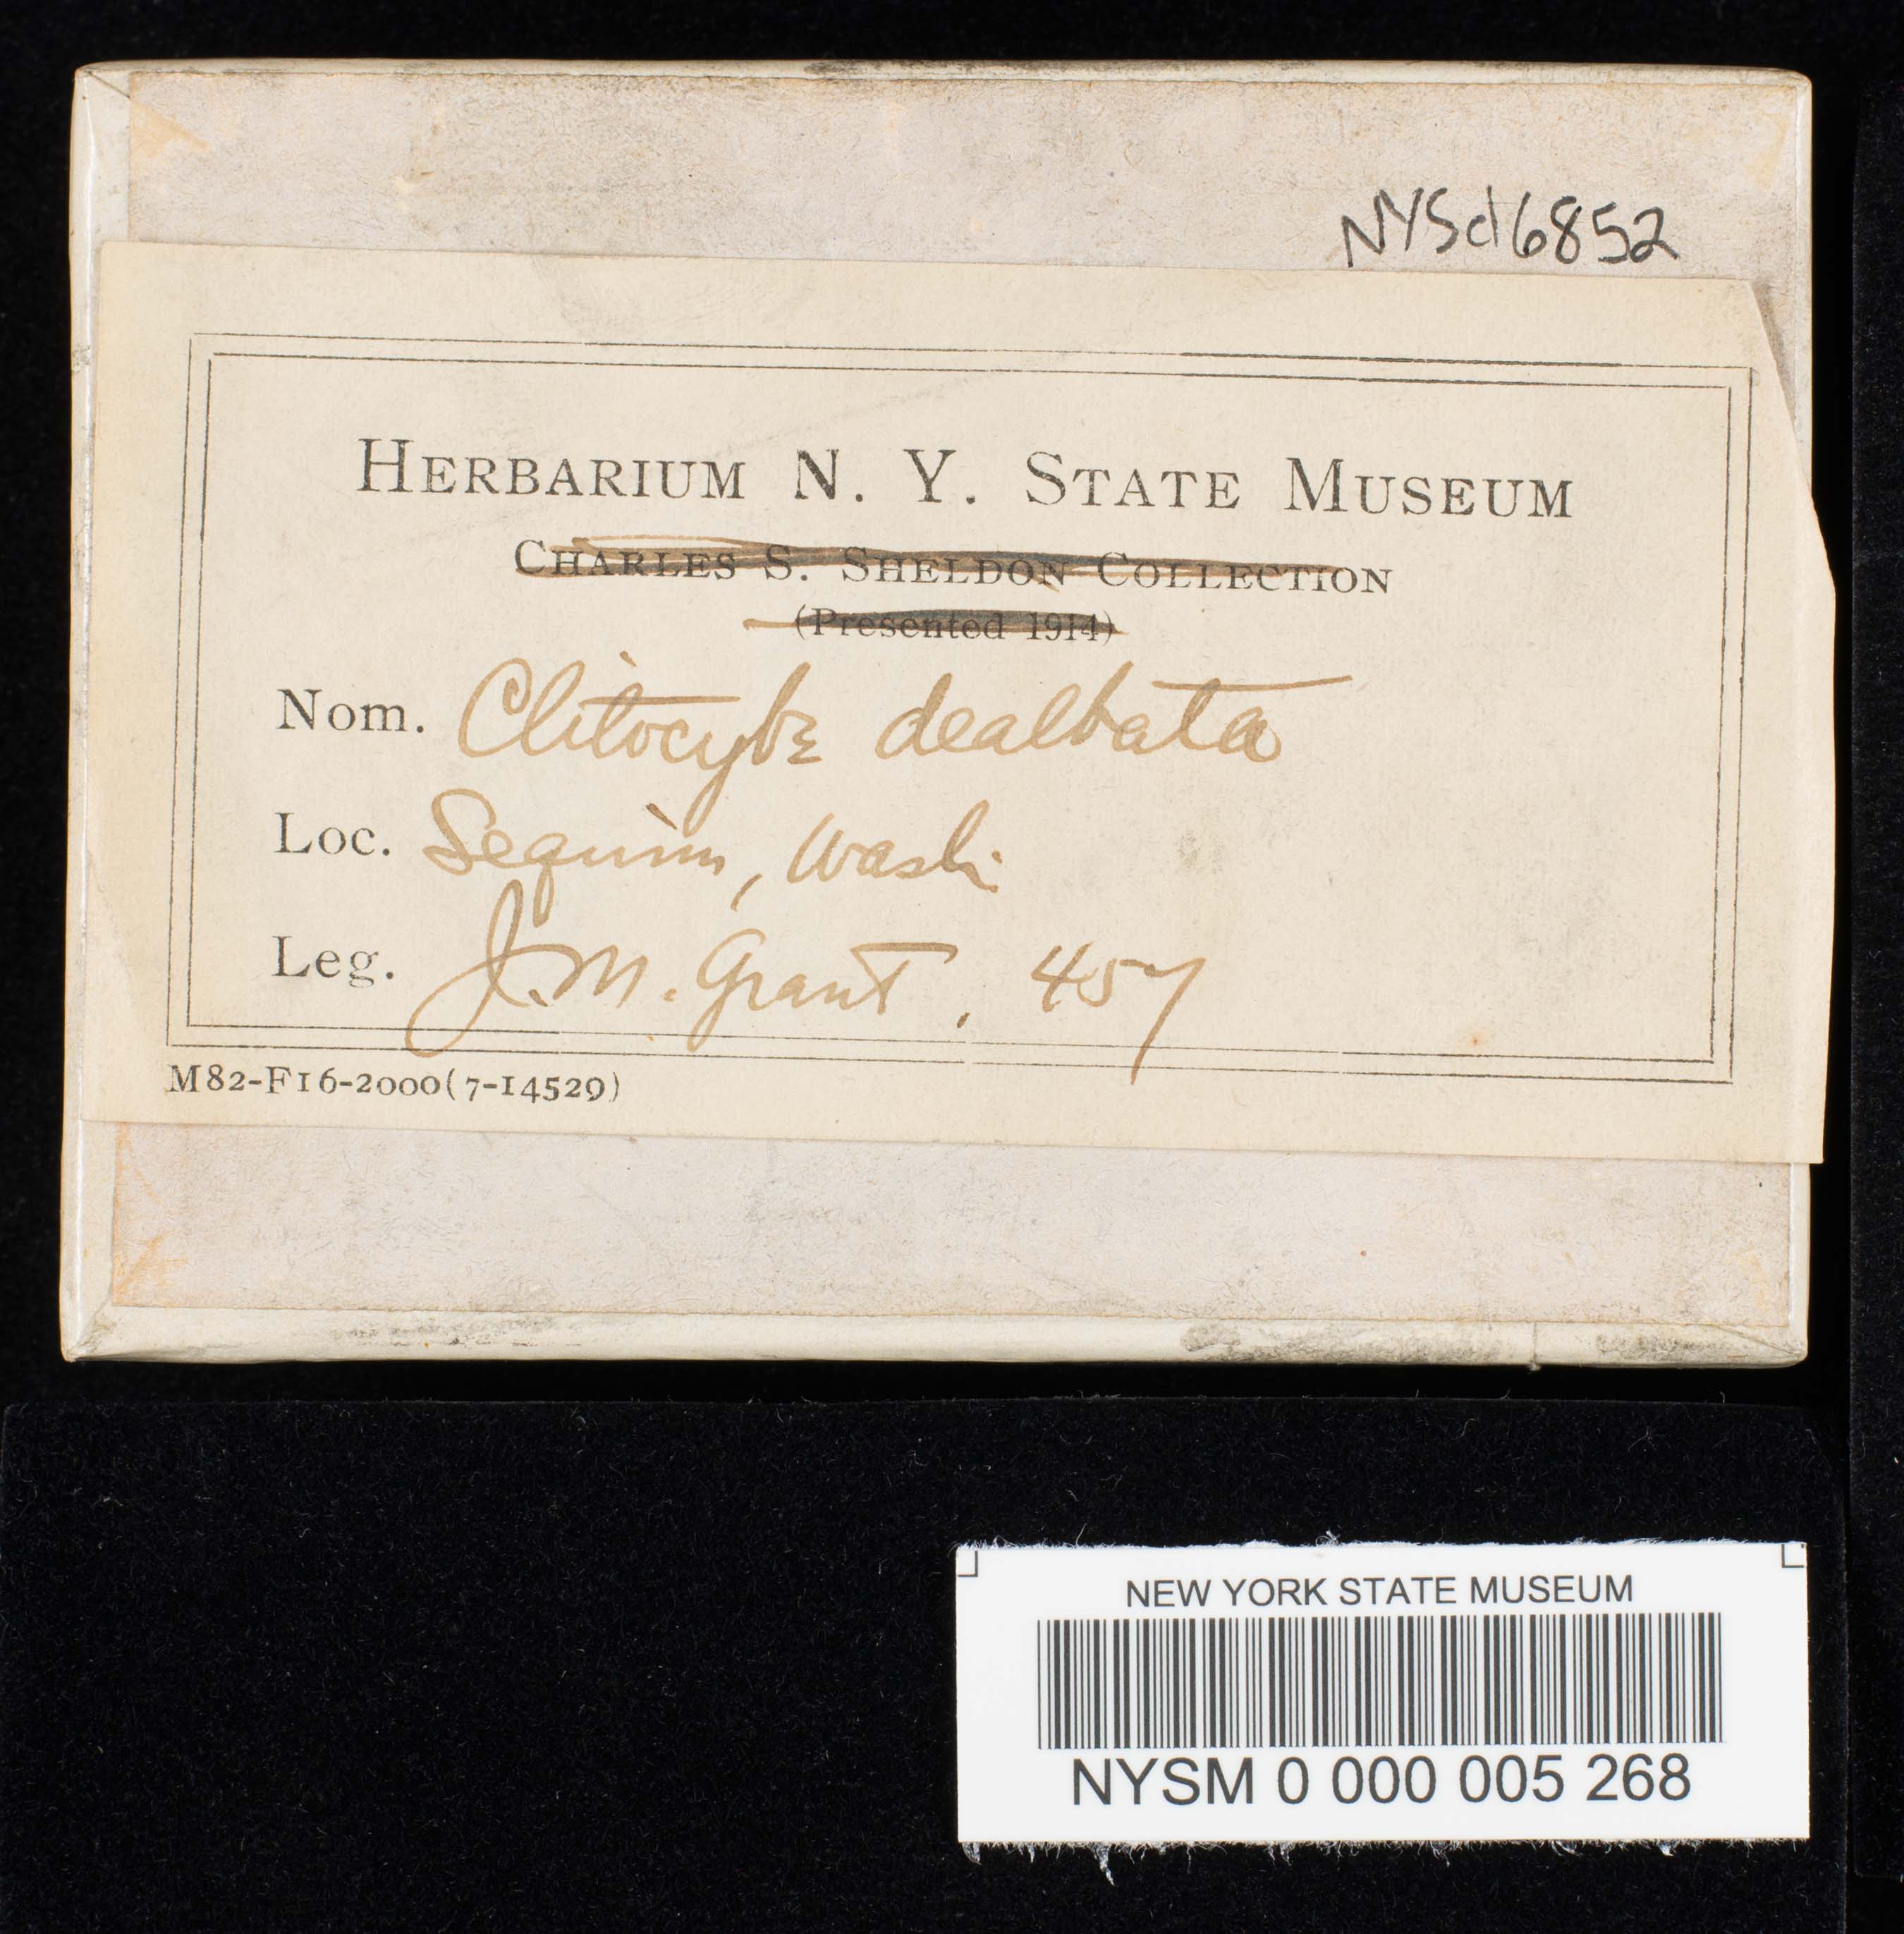 NYSd6852
HERBARIUM N. Y. STATE MUSEUM
CHARLES S. SHELDON COLLECTION
(Presented 1914)
Nom. Clitocybe dealbata
Loc. Sequim, Wash.
Leg. J. M. Grant, 457
M82-F16-2000(7-14529)
NEW YORK STATE MUSEUM
NYSM 0 000 005 268